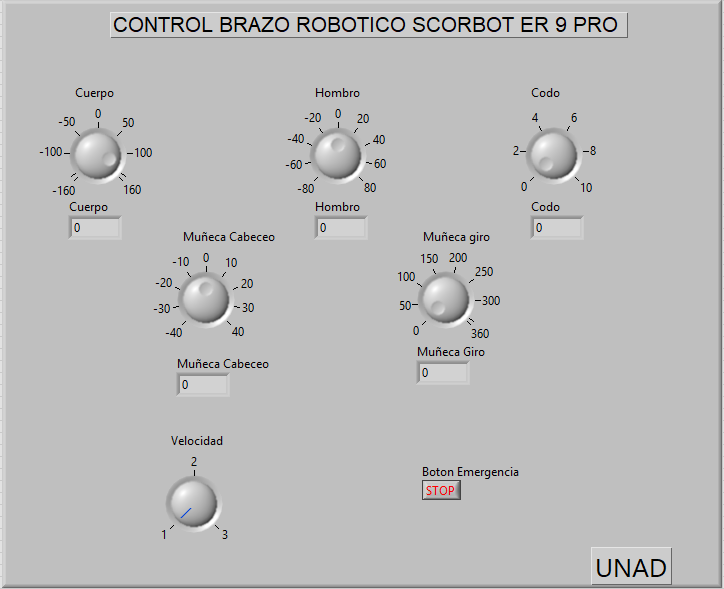 CONTROL BRAZO ROBOTICO SCORBOT ER 9 PRO
Cuerpo
-160 -100 -50 0 50 100 160
Cuerpo
0
Hombro
-80 -60 -40 -20 0 20 40 60 80
Hombro
0
Codo
0 2 4 6 8 10
Codo
0
Muñeca Cabeceo
-40 -30 -20 -10 0 10 20 30 40
Muñeca Cabeceo
0
Muñeca giro
0 50 100 150 200 250 300 360
Muñeca Giro
0
Velocidad
1 2 3
Boton Emergencia
STOP
UNAD